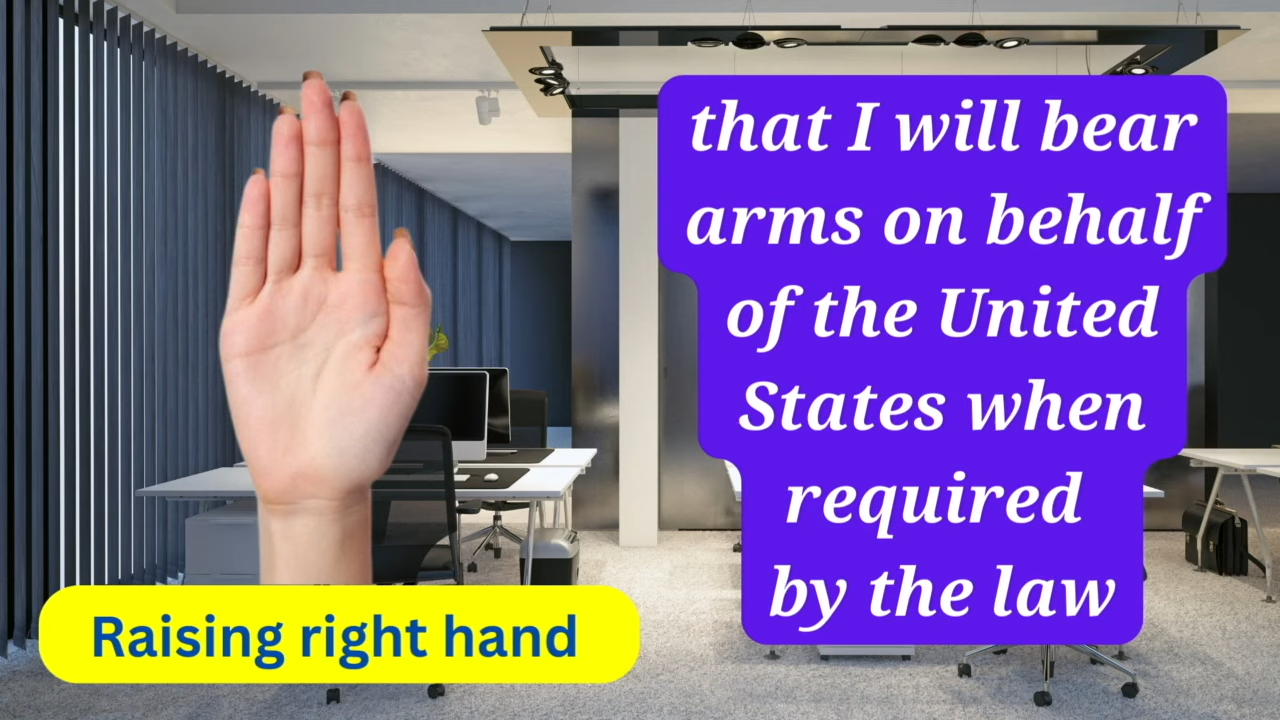 that I will bear
arms on behalf
of the United
States when
required
by the law
Raising right hand